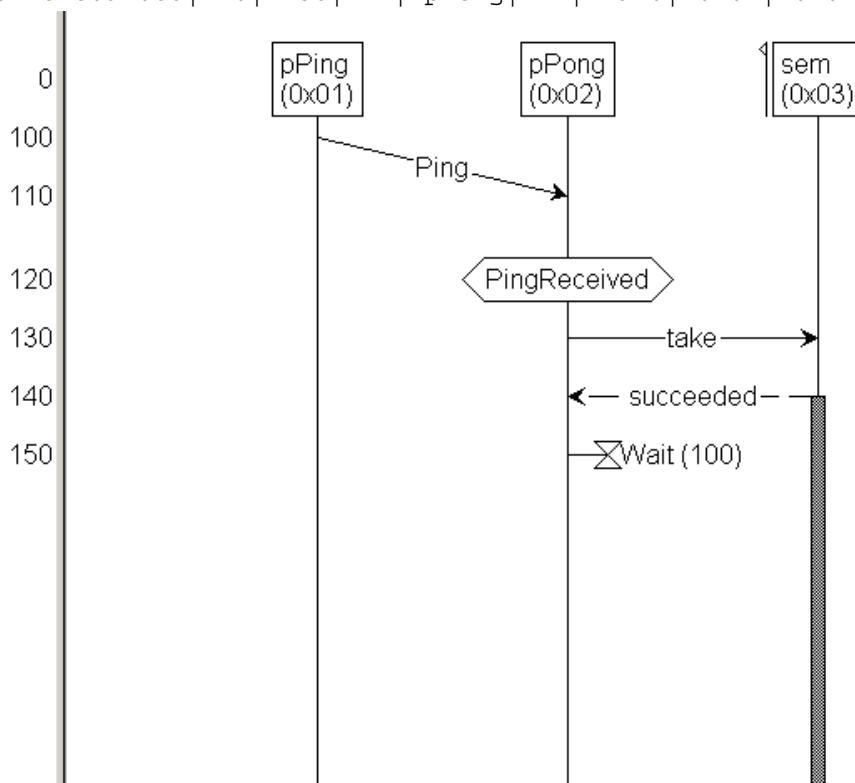 0
pPing
(0x01)
pPong
(0x02)
sem
(0x03)
100
Ping
110
120
PingReceived
130
take
140
succeeded
150
Wait (100)